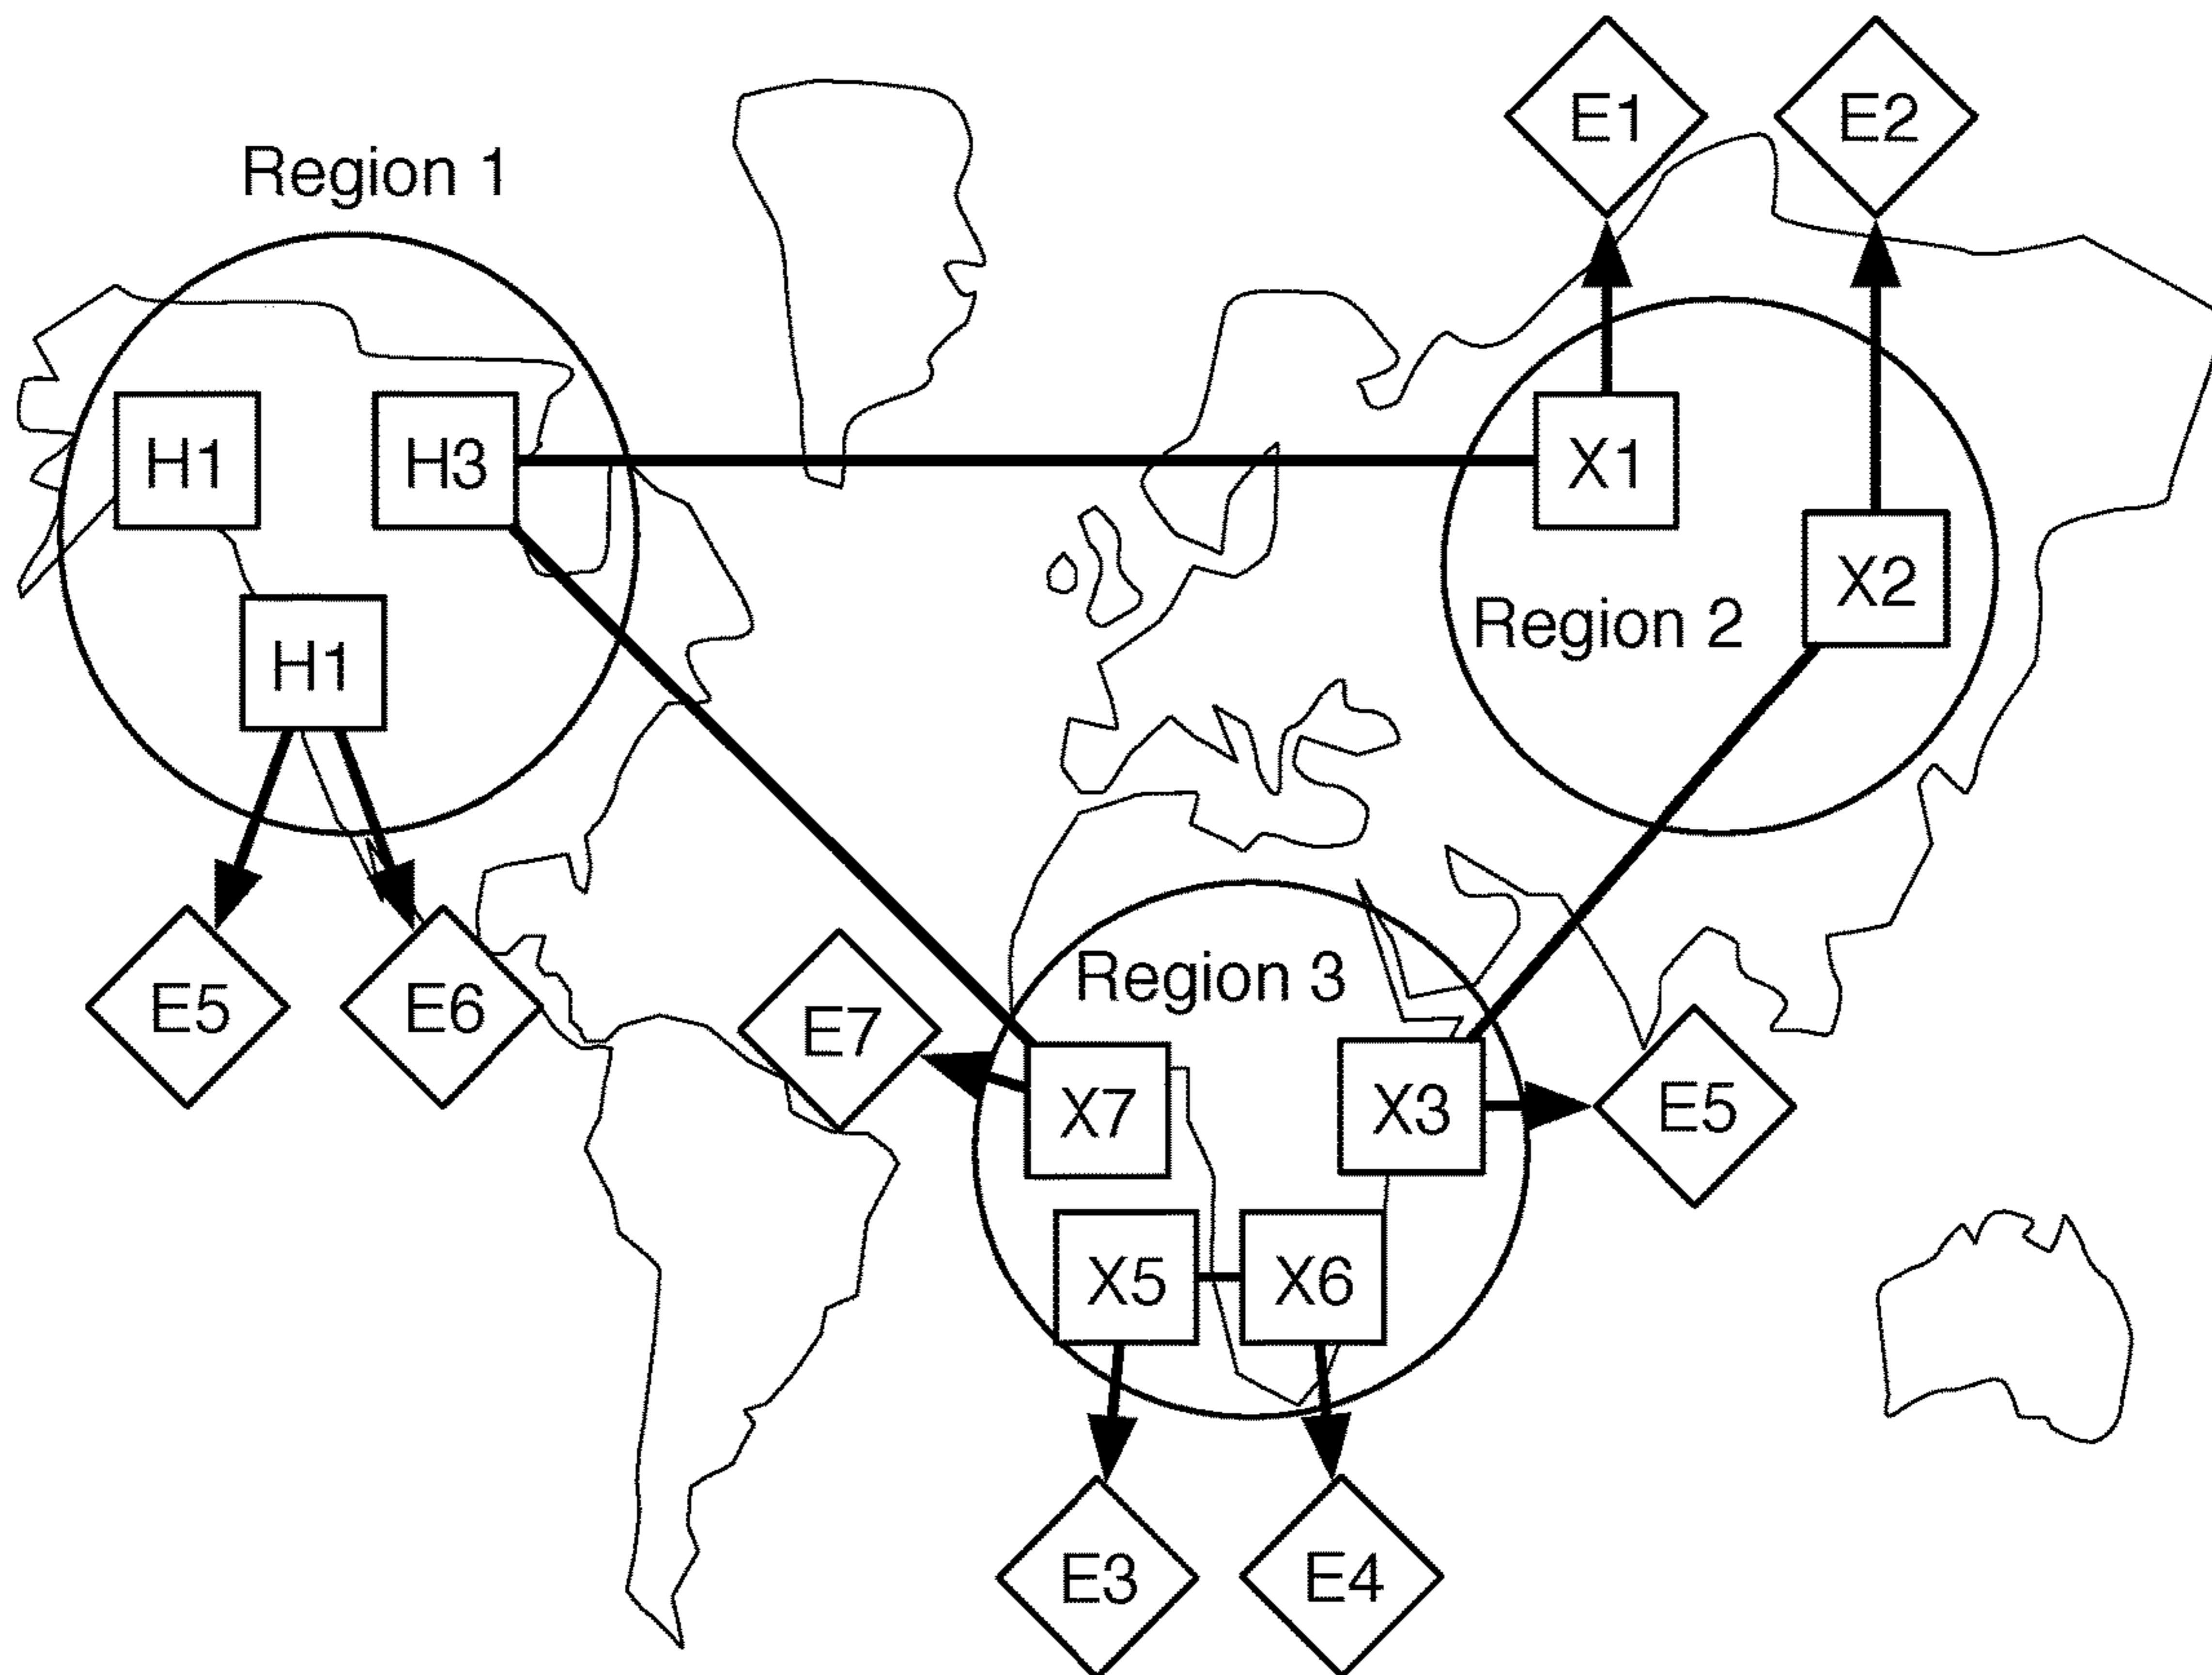 E1
E2
Region 1
H1
H3
X1
X2
Region 2
H1
Region 3
E5
E6
E7
X7
X3
E5
X5
X6
E3
E4